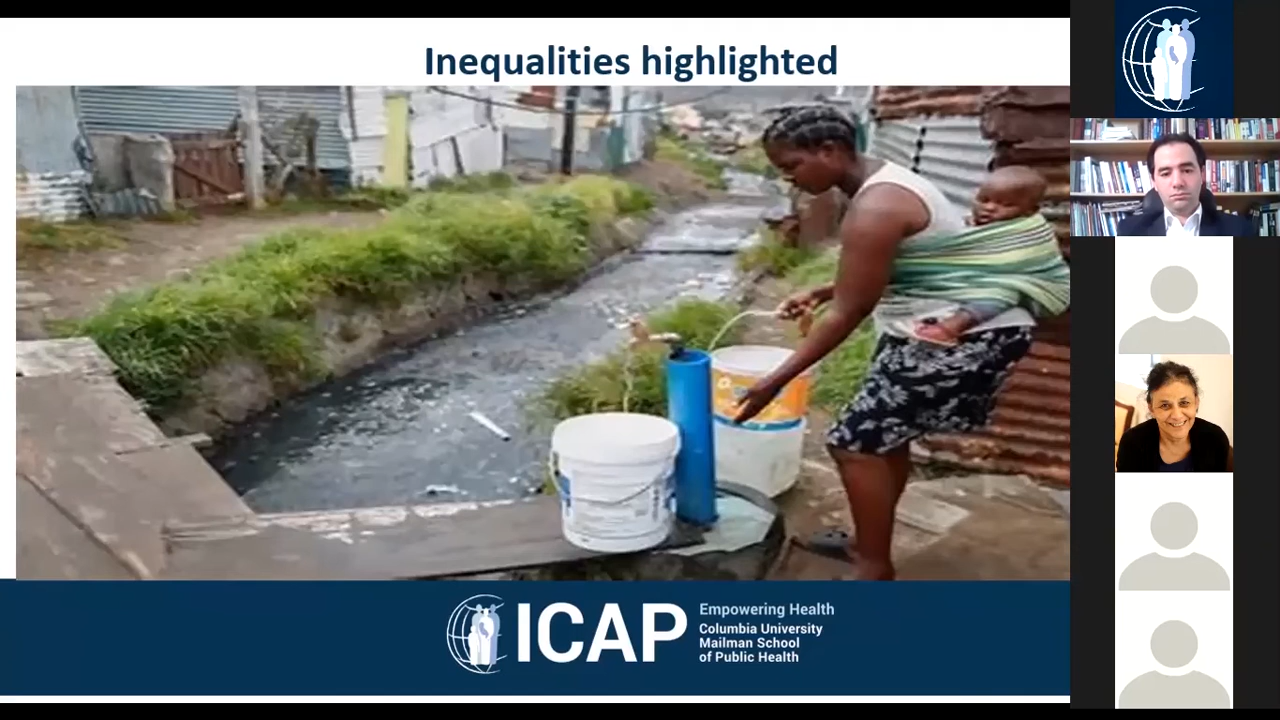 Inequalities highlighted
ICAP
Empowering Health
Columbia University
Mailman School
of Public Health